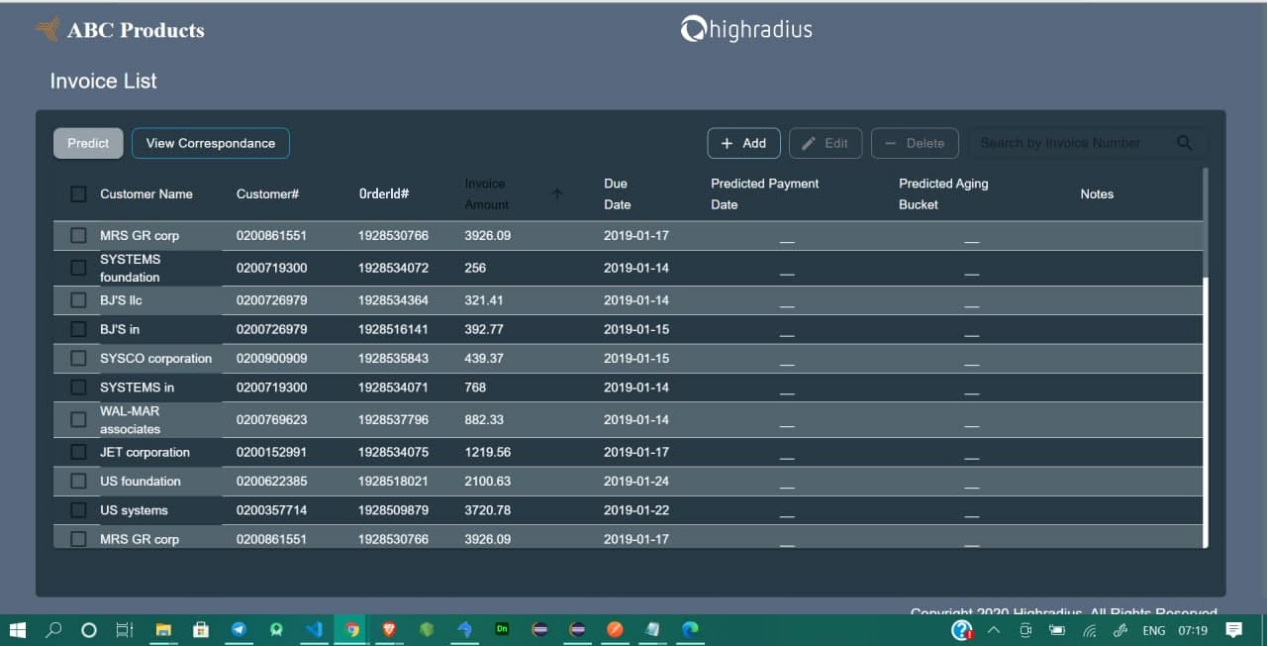 ABC Products
highradius
Invoice List
Predict
View Correspondance
+ Add
Edit
— Delete
Search by Invoice Number
Customer Name Customer# OrderId# Invoice Amount Due Date Predicted Payment Date Predicted Aging Bucket Notes
MRS GR corp 0200861551 1928530766 3926.09 2019-01-17 __ __
SYSTEMS foundation 0200719300 1928534072 256 2019-01-14 __ __
BJ'S llc 0200726979 1928534364 321.41 2019-01-14 __ __
BJ'S in 0200726979 1928516141 392.77 2019-01-15 __ __
SYSCO corporation 0200900909 1928535843 439.37 2019-01-15 __ __
SYSTEMS in 0200719300 1928534071 768 2019-01-14 __ __
WAL-MAR associates 0200769623 1928537796 882.33 2019-01-14 __ __
JET corporation 0200152991 1928534075 1219.56 2019-01-17 __ __
US foundation 0200622385 1928518021 2100.63 2019-01-24 __ __
US systems 0200357714 1928509879 3720.78 2019-01-22 __ __
MRS GR corp 0200861551 1928530766 3926.09 2019-01-17 __ __
Copyright 2020 Highradius. All Rights Reserved
Dn
ENG 07:19